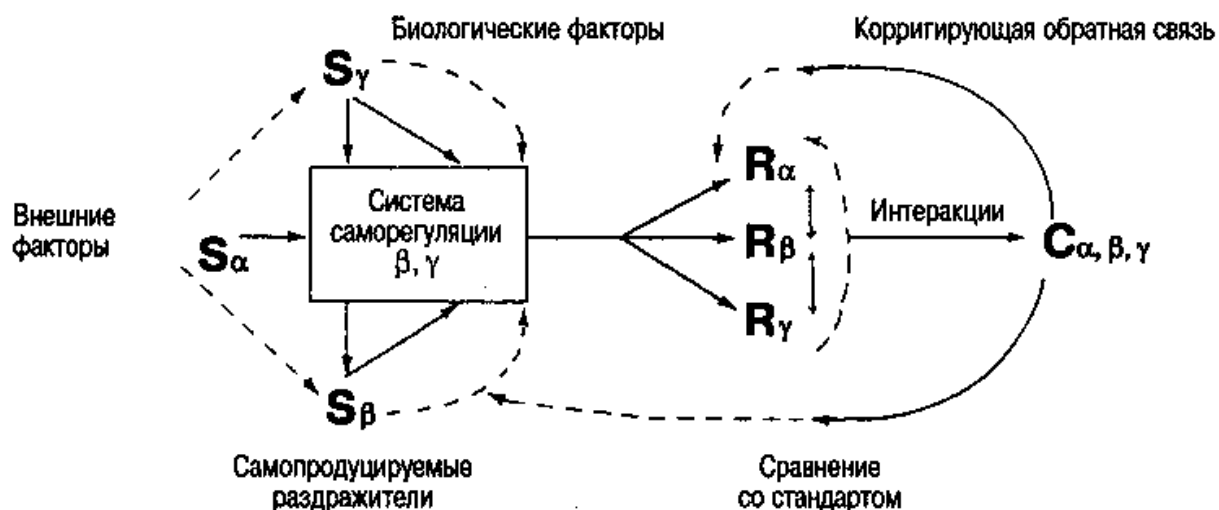 Биологические факторы
Корригирующая обратная связь
Sγ
Rα
Внешние
факторы
Sα
Система
саморегуляции
β, γ
Rβ
Интеракции
Cα, β, γ
Rγ
Sβ
Самопродуцируемые
раздражители
Сравнение
со стандартом